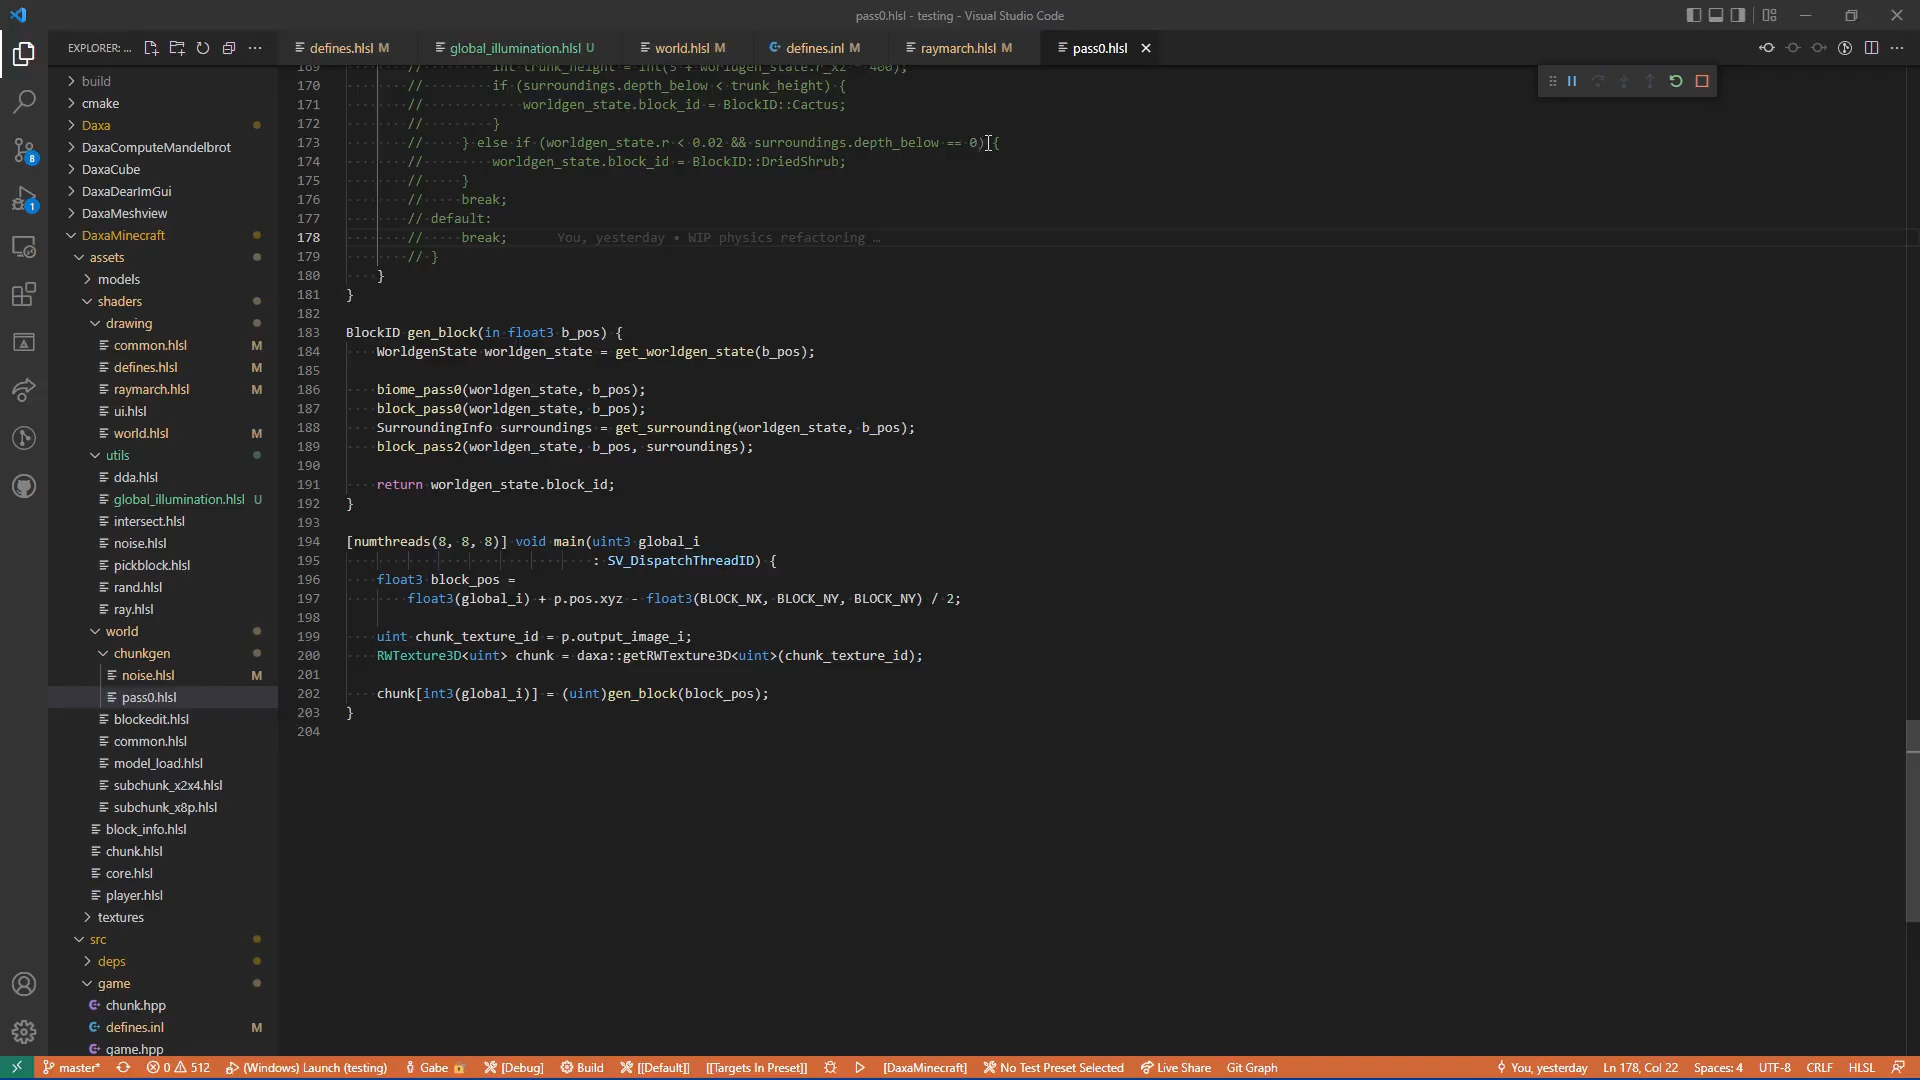 pass0.hlsl - testing - Visual Studio Code
EXPLORER: ...
defines.hlsl M
global_illumination.hlsl U
world.hlsl M
defines.inl M
raymarch.hlsl M
pass0.hlsl
build
cmake
Daxa
DaxaComputeMandelbrot
DaxaCube
DaxaDearImGui
DaxaMeshview
DaxaMinecraft
assets
models
shaders
drawing
common.hlsl M
defines.hlsl M
raymarch.hlsl M
ui.hlsl
world.hlsl M
utils
dda.hlsl
global_illumination.hlsl U
intersect.hlsl
noise.hlsl
pickblock.hlsl
rand.hlsl
ray.hlsl
world
chunkgen
noise.hlsl M
pass0.hlsl
blockedit.hlsl
common.hlsl
model_load.hlsl
subchunk_x2x4.hlsl
subchunk_x8p.hlsl
block_info.hlsl
chunk.hlsl
core.hlsl
player.hlsl
textures
src
deps
game
chunk.hpp
defines.inl M
game.hpp
8
1
169 // int trunk_height = int(5 + worldgen_state.r_xz * 400);
170 // if (surroundings.depth_below < trunk_height) {
171 // worldgen_state.block_id = BlockID::Cactus;
172 // }
173 // } else if (worldgen_state.r < 0.02 && surroundings.depth_below == 0) {
174 // worldgen_state.block_id = BlockID::DriedShrub;
175 // }
176 // break;
177 // default:
178 // break; You, yesterday • WIP physics refactoring …
179 // }
180 }
181 }
182
183 BlockID gen_block(in float3 b_pos) {
184 WorldgenState worldgen_state = get_worldgen_state(b_pos);
185
186 biome_pass0(worldgen_state, b_pos);
187 block_pass0(worldgen_state, b_pos);
188 SurroundingInfo surroundings = get_surrounding(worldgen_state, b_pos);
189 block_pass2(worldgen_state, b_pos, surroundings);
190
191 return worldgen_state.block_id;
192 }
193
194 [numthreads(8, 8, 8)] void main(uint3 global_i
195 : SV_DispatchThreadID) {
196 float3 block_pos =
197 float3(global_i) + p.pos.xyz - float3(BLOCK_NX, BLOCK_NY, BLOCK_NY) / 2;
198
199 uint chunk_texture_id = p.output_image_i;
200 RWTexture3D<uint> chunk = daxa::getRWTexture3D<uint>(chunk_texture_id);
201
202 chunk[int3(global_i)] = (uint)gen_block(block_pos);
203 }
204
master* 0 512 (Windows) Launch (testing) Gabe [Debug] Build [[Default]] [[Targets In Preset]] [DaxaMinecraft] No Test Preset Selected Live Share Git Graph You, yesterday Ln 178, Col 22 Spaces: 4 UTF-8 CRLF HLSL